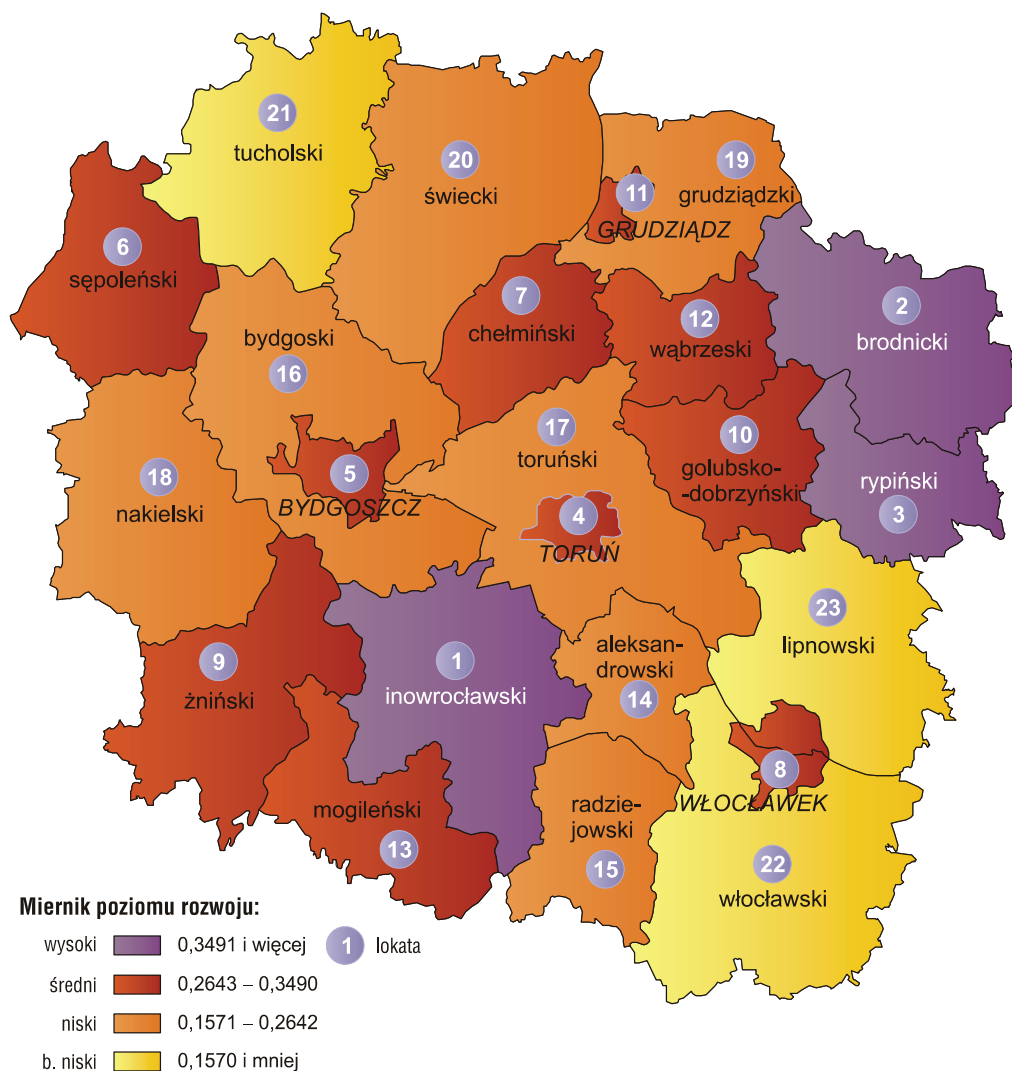 21
tucholski
20
świecki
19
grudziądzki
11
GRUDZIĄDZ
6
sępoleński
7
chełmiński
12
wąbrzeski
2
brodnicki
bydgoski
16
17
toruński
10
golubsko-
-dobrzyński
rypiński
3
18
nakielski
5
BYDGOSZCZ
4
TORUŃ
23
lipnowski
9
żniński
1
inowrocławski
aleksan-
drowski
14
8
WŁOCŁAWEK
mogileński
13
radzie-
jowski
15
22
włocławski
Miernik poziomu rozwoju:
wysoki 0,3491 i więcej 1 lokata
średni 0,2643 – 0,3490
niski 0,1571 – 0,2642
b. niski 0,1570 i mniej